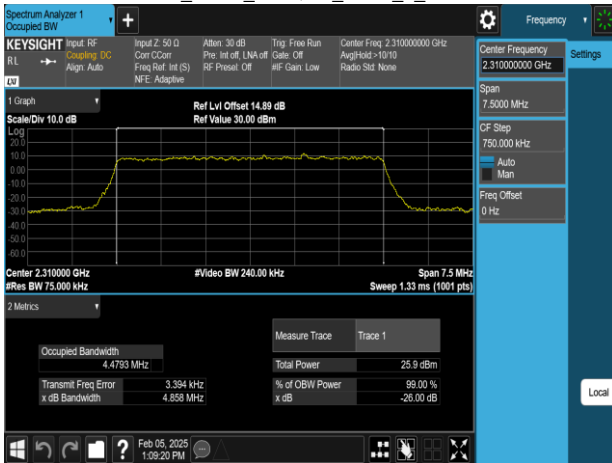 Spectrum Analyzer 1
Occupied BW
Frequency
KEYSIGHT
Input: RF
Coupling: DC
Align: Auto
RL
LXI
Input Z: 50 Ω
Corr CCorr
Freq Ref: Int (S)
NFE: Adaptive
Atten: 30 dB
Pre: Int off, LNA off
RF Presel: Off
Trig: Free Run
Gate: Off
#IF Gain: Low
Center Freq: 2.310000000 GHz
Avg|Hold:>10/10
Radio Std: None
Center Frequency
2.310000000 GHz
Settings
Span
7.5000 MHz
CF Step
750.000 kHz
Auto
Man
Freq Offset
0 Hz
Local
1 Graph
Scale/Div 10.0 dB
Ref Lvl Offset 14.89 dB
Ref Value 30.00 dBm
Log
20.0
10.0
0.00
-10.0
-20.0
-30.0
-40.0
-50.0
-60.0
Center 2.310000 GHz
#Res BW 75.000 kHz
#Video BW 240.00 kHz
Span 7.5 MHz
Sweep 1.33 ms (1001 pts)
2 Metrics
Measure Trace Trace 1
Occupied Bandwidth
4.4793 MHz
Total Power 25.9 dBm
Transmit Freq Error 3.394 kHz
% of OBW Power 99.00 %
x dB Bandwidth 4.858 MHz
x dB -26.00 dB
Feb 05, 2025
1:09:20 PM